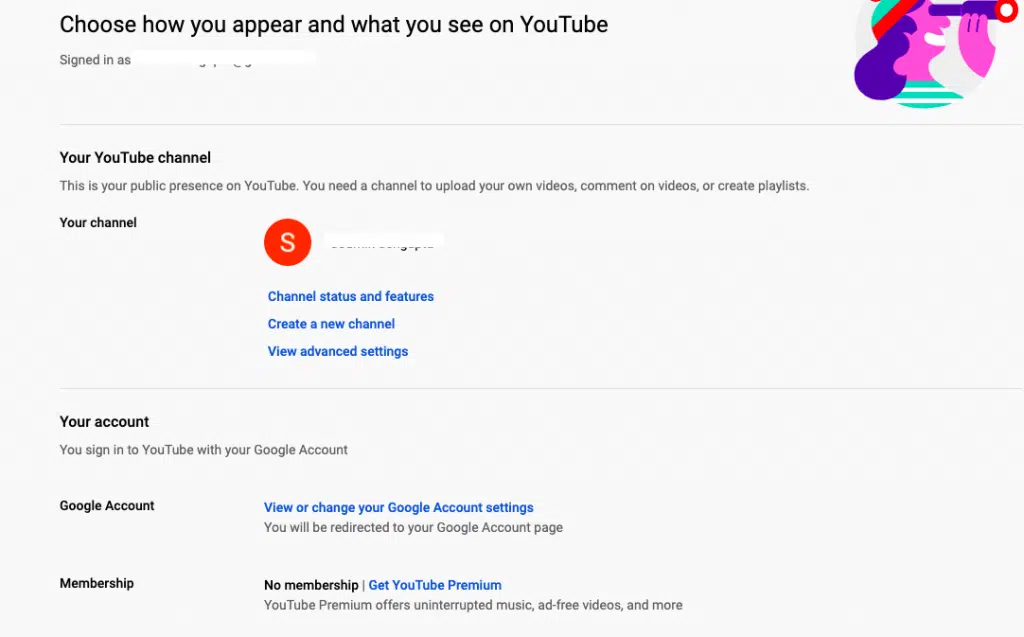 Choose how you appear and what you see on YouTube
Signed in as
Your YouTube channel
This is your public presence on YouTube. You need a channel to upload your own videos, comment on videos, or create playlists.
Your channel
S
Channel status and features
Create a new channel
View advanced settings
Your account
You sign in to YouTube with your Google Account
Google Account
View or change your Google Account settings
You will be redirected to your Google Account page
Membership
No membership | Get YouTube Premium
YouTube Premium offers uninterrupted music, ad-free videos, and more